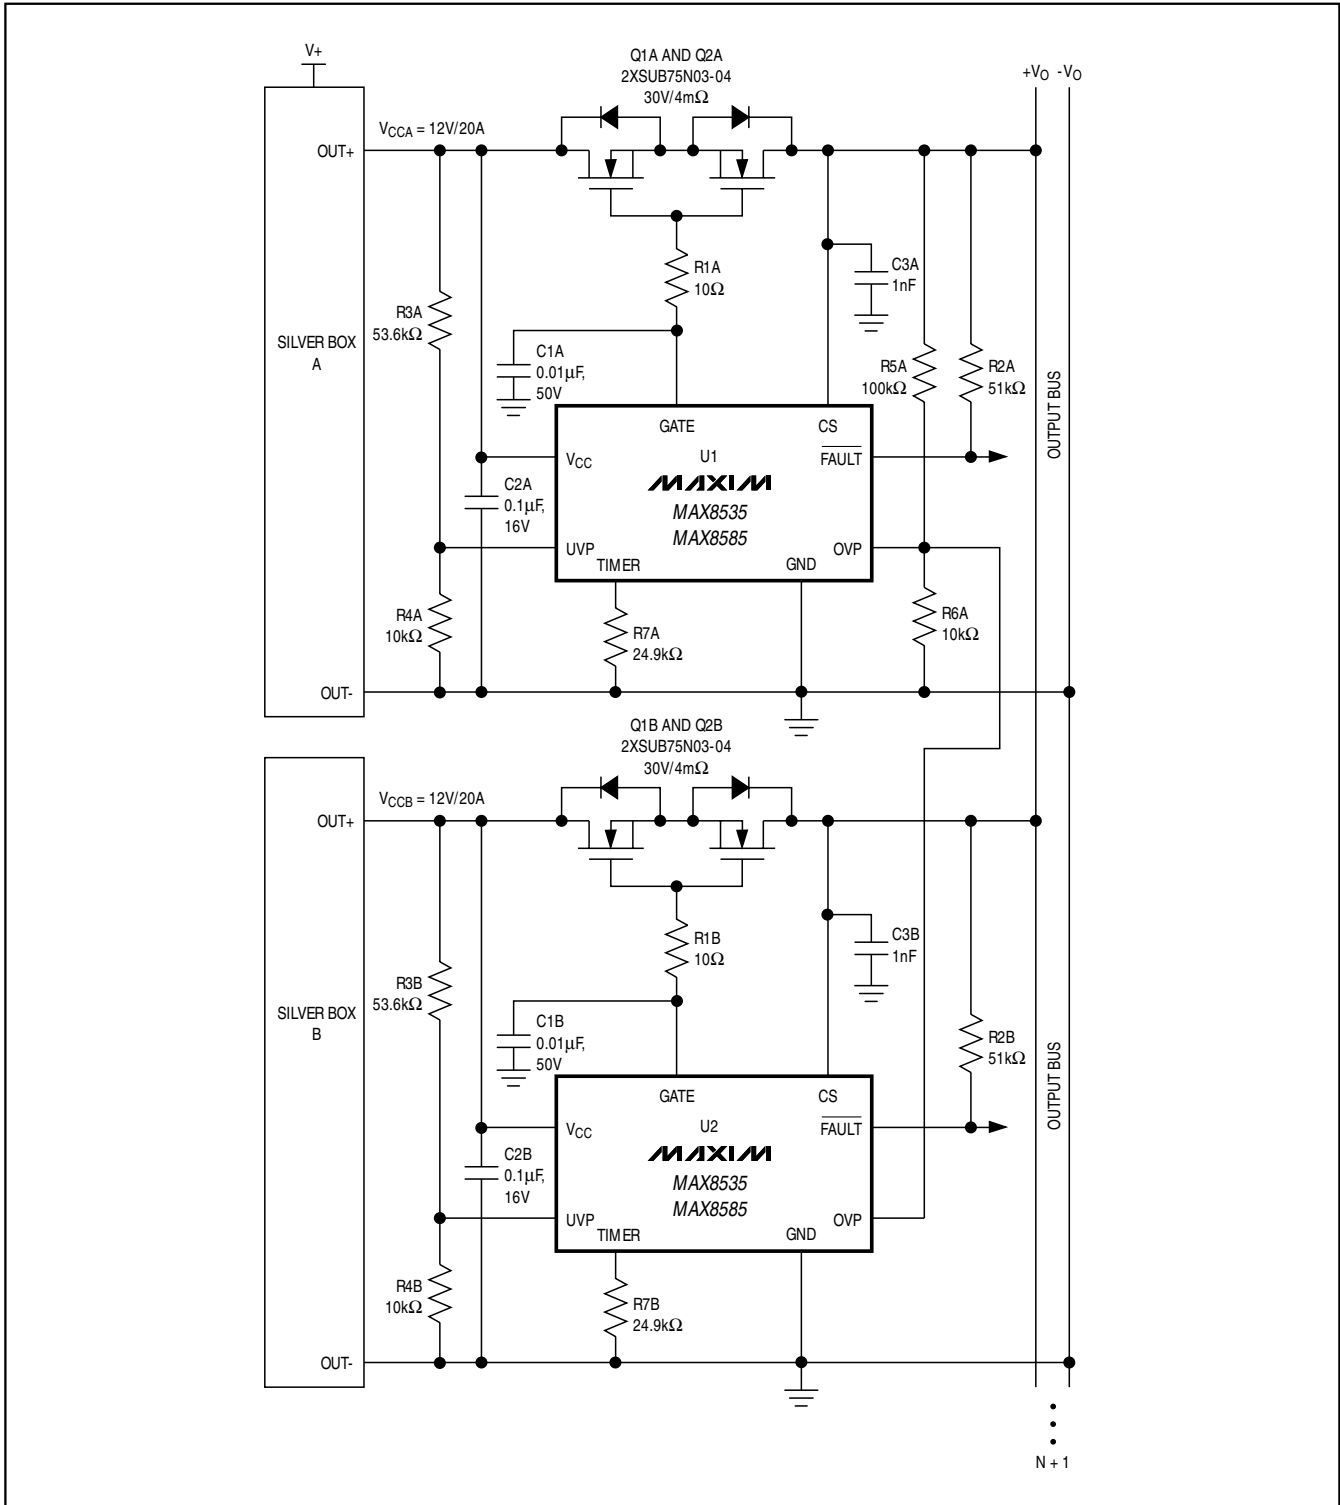 V+
Q1A AND Q2A
2XSUB75N03-04
30V/4mΩ
+VO -VO
VCCA = 12V/20A
OUT+
R1A
10Ω
C3A
1nF
R3A
53.6kΩ
SILVER BOX
A
C1A
0.01µF,
50V
R5A
100kΩ
R2A
51kΩ
OUTPUT BUS
GATE
CS
U1
FAULT
VCC
MAXIM
MAX8535
MAX8585
C2A
0.1µF,
16V
UVP
TIMER
GND
OVP
R4A
10kΩ
R7A
24.9kΩ
R6A
10kΩ
OUT-
Q1B AND Q2B
2XSUB75N03-04
30V/4mΩ
VCCB = 12V/20A
OUT+
R1B
10Ω
C3B
1nF
R3B
53.6kΩ
SILVER BOX
B
C1B
0.01µF,
50V
R2B
51kΩ
OUTPUT BUS
GATE
CS
U2
FAULT
VCC
MAXIM
MAX8535
MAX8585
C2B
0.1µF,
16V
UVP
TIMER
GND
OVP
R4B
10kΩ
R7B
24.9kΩ
OUT-
N + 1